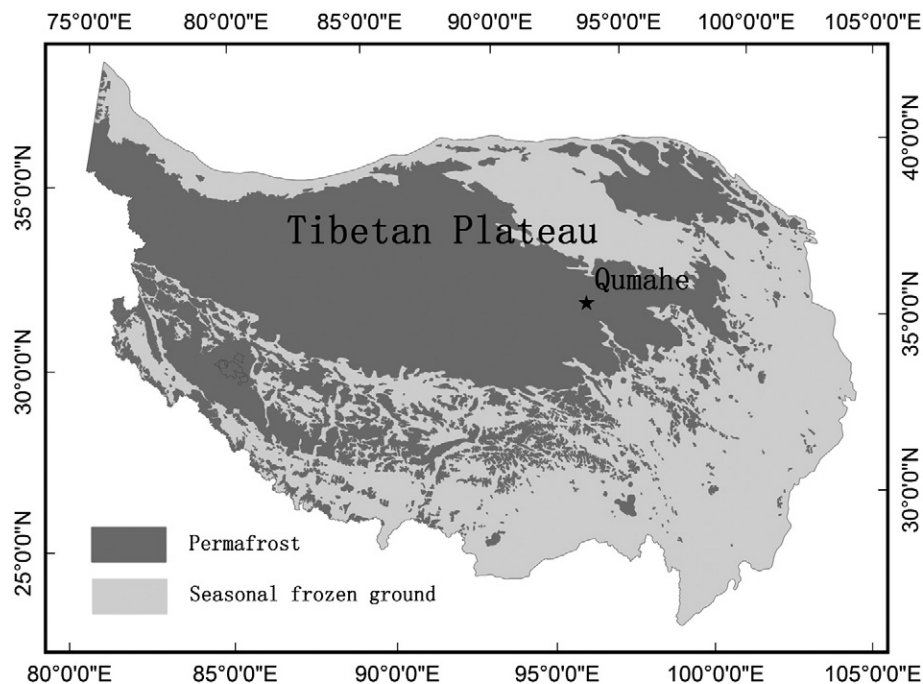 75°0'0"E 80°0'0"E 85°0'0"E 90°0'0"E 95°0'0"E 100°0'0"E 105°0'0"E
40°0'0"N
35°0'0"N
Tibetan Plateau
Qumahe
35°0'0"N
30°0'0"N
30°0'0"N
25°0'0"N
Permafrost
Seasonal frozen ground
80°0'0"E 85°0'0"E 90°0'0"E 95°0'0"E 100°0'0"E 105°0'0"E